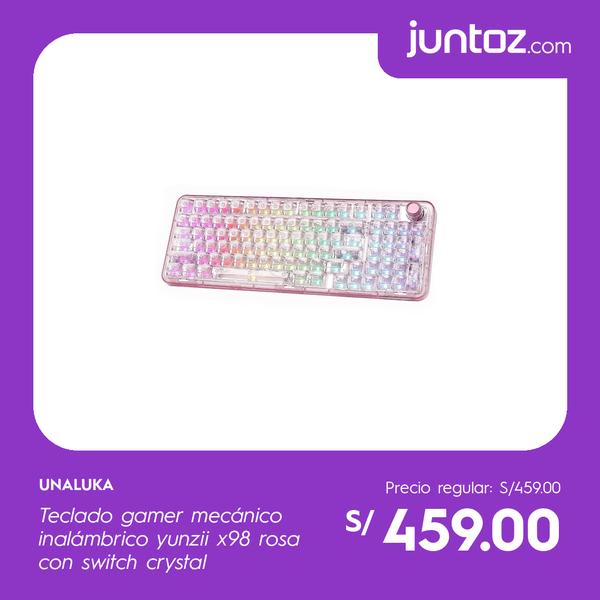 juntoz.com
UNALUKA
Teclado gamer mecánico
inalámbrico yunzii x98 rosa
con switch crystal
Precio regular: S/459.00
S/ 459.00